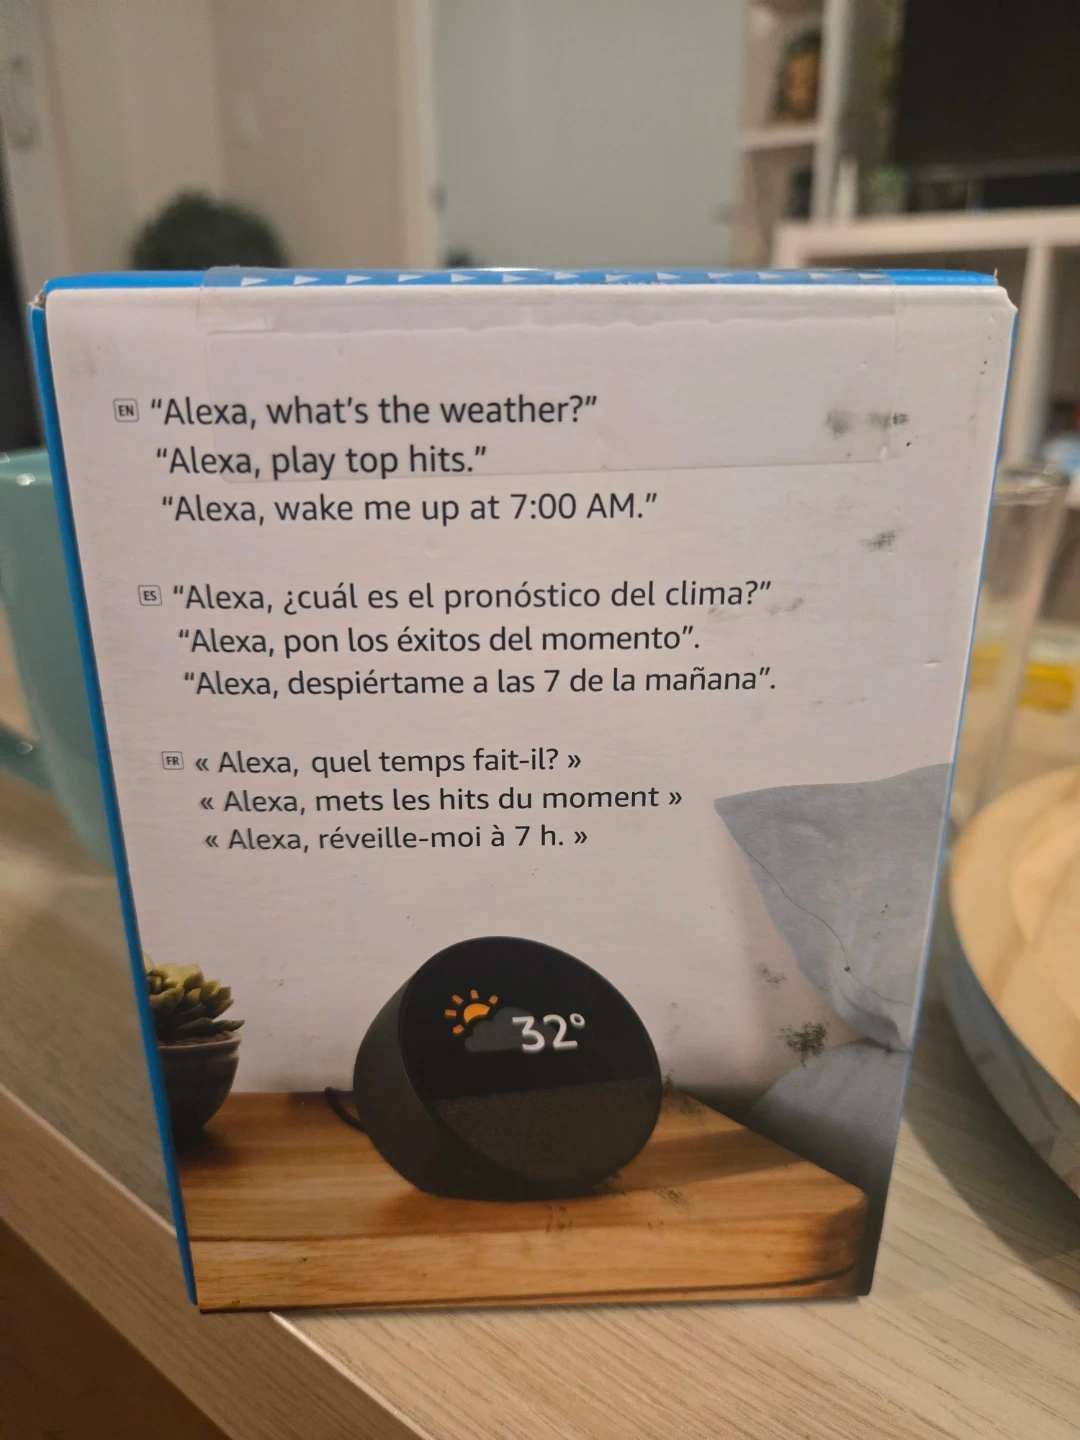 EN "Alexa, what's the weather?"
"Alexa, play top hits."
"Alexa, wake me up at 7:00 AM."
ES "Alexa, ¿cuál es el pronóstico del clima?"
"Alexa, pon los éxitos del momento".
"Alexa, despiértame a las 7 de la mañana".
FR « Alexa, quel temps fait-il? »
« Alexa, mets les hits du moment »
« Alexa, réveille-moi à 7 h. »
32°